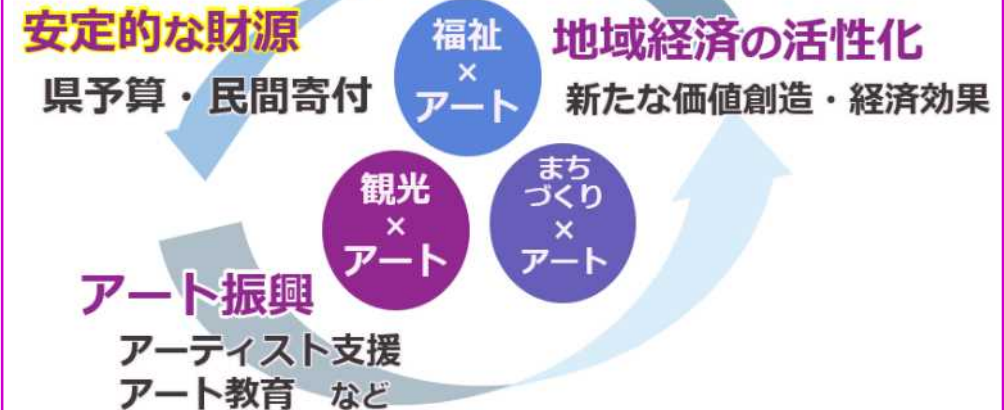 安定的な財源
県予算・民間寄付
福祉
×
アート
地域経済の活性化
新たな価値創造・経済効果
観光
×
アート
まち
づくり
×
アート
アート振興
アーティスト支援
アート教育 など